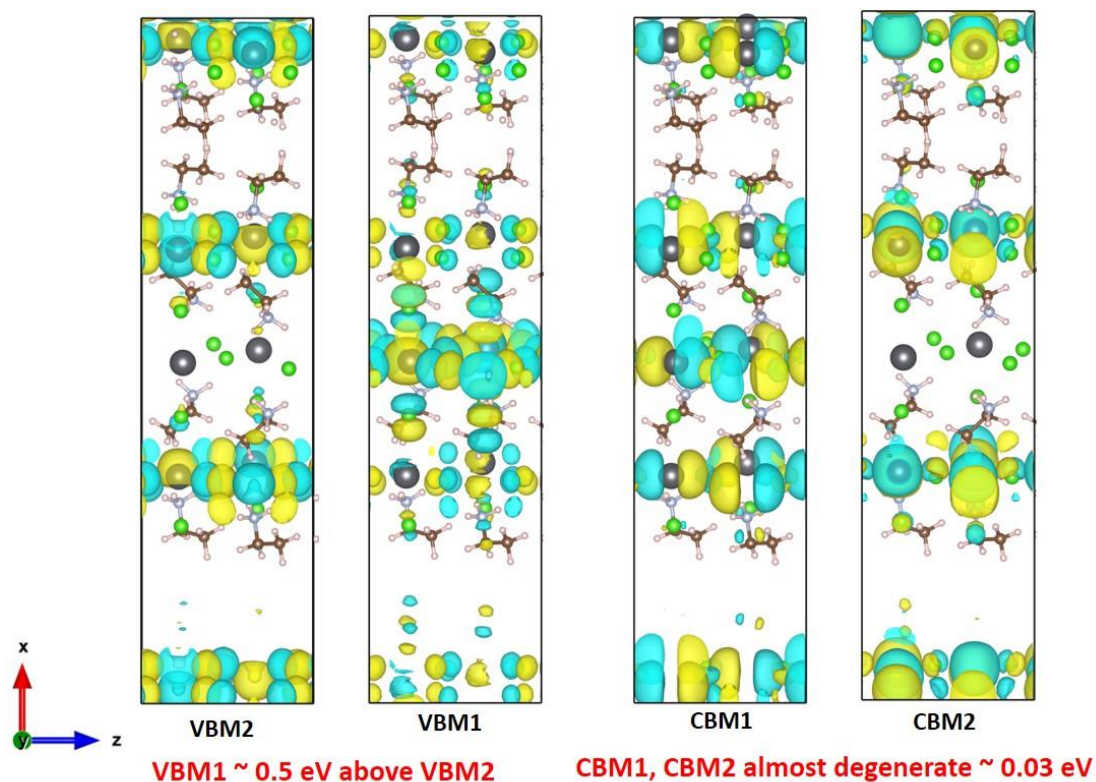 x
y
z
VBM2
VBM1
CBM1
CBM2
VBM1 ~ 0.5 eV above VBM2
CBM1, CBM2 almost degenerate ~ 0.03 eV